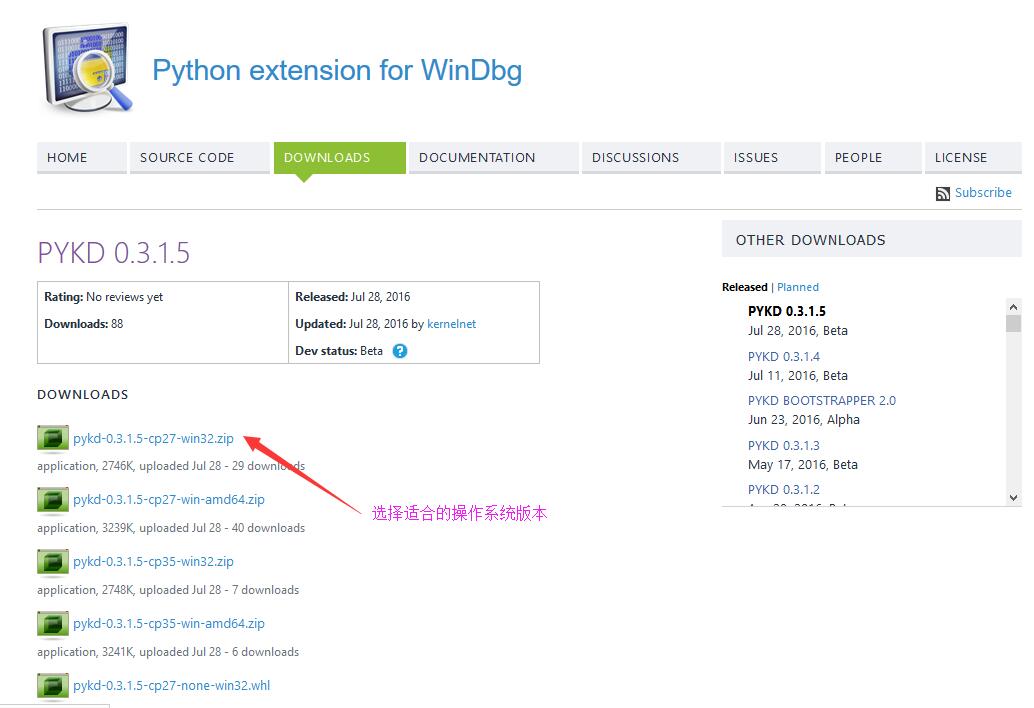 Python extension for WinDbg
HOME SOURCE CODE DOWNLOADS DOCUMENTATION DISCUSSIONS ISSUES PEOPLE LICENSE
Subscribe
PYKD 0.3.1.5
Rating: No reviews yet
Downloads: 88
Released: Jul 28, 2016
Updated: Jul 28, 2016 by kernelnet
Dev status: Beta ?
DOWNLOADS
pykd-0.3.1.5-cp27-win32.zip
application, 2746K, uploaded Jul 28 - 29 downloads
pykd-0.3.1.5-cp27-win-amd64.zip
选择适合的操作系统版本
application, 3239K, uploaded Jul 28 - 40 downloads
pykd-0.3.1.5-cp35-win32.zip
application, 2748K, uploaded Jul 28 - 7 downloads
pykd-0.3.1.5-cp35-win-amd64.zip
application, 3241K, uploaded Jul 28 - 6 downloads
pykd-0.3.1.5-cp27-none-win32.whl
OTHER DOWNLOADS
Released | Planned
PYKD 0.3.1.5
Jul 28, 2016, Beta
PYKD 0.3.1.4
Jul 11, 2016, Beta
PYKD BOOTSTRAPPER 2.0
Jun 23, 2016, Alpha
PYKD 0.3.1.3
May 17, 2016, Beta
PYKD 0.3.1.2